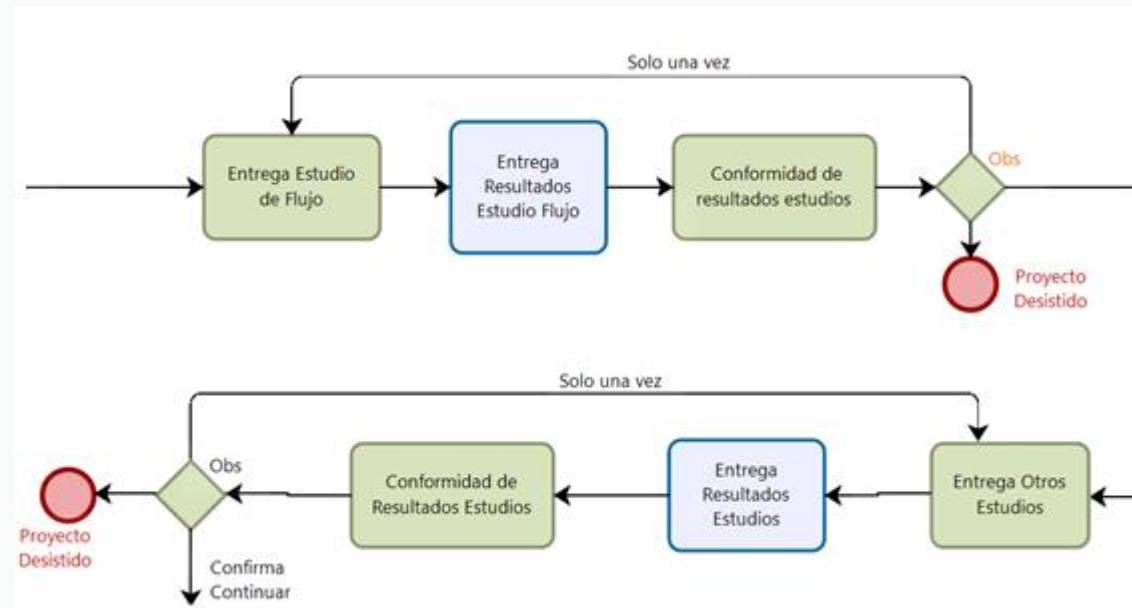 Solo una vez
Entrega Estudio
de Flujo
Entrega
Resultados
Estudio Flujo
Conformidad de
resultados estudios
Obs
Proyecto
Desistido
Solo una vez
Proyecto
Desistido
Obs
Confirma
Continuar
Conformidad de
Resultados Estudios
Entrega
Resultados
Estudios
Entrega Otros
Estudios